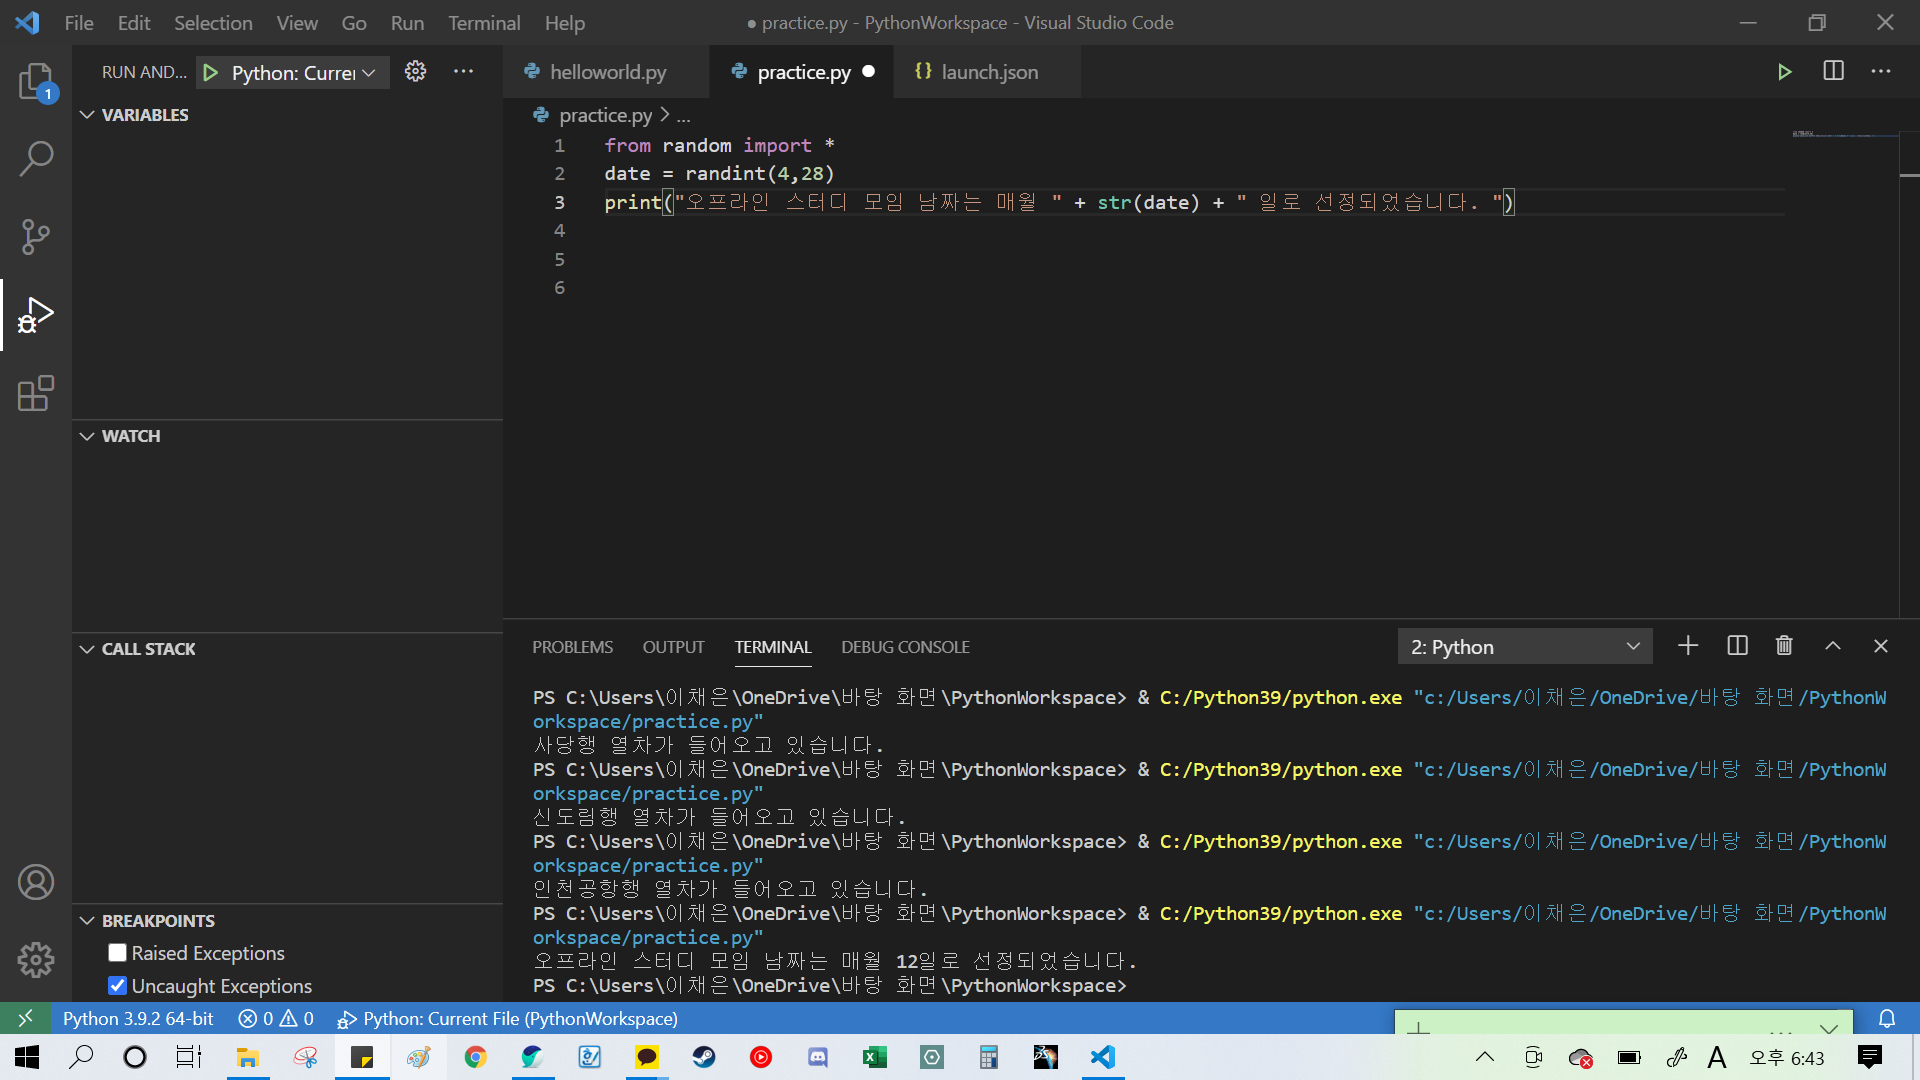 File Edit Selection View Go Run Terminal Help
● practice.py - PythonWorkspace - Visual Studio Code
RUN AND... Python: Currer
helloworld.py practice.py launch.json
1
VARIABLES
practice.py > ...
1 from random import *
2 date = randint(4,28)
3 print("오프라인 스터디 모임 날짜는 매월 " + str(date) + " 일로 선정되었습니다. ")
4
5
6
WATCH
CALL STACK
BREAKPOINTS
Raised Exceptions
Uncaught Exceptions
PROBLEMS OUTPUT TERMINAL DEBUG CONSOLE 2: Python
PS C:\Users\이채은\OneDrive\바탕 화면\PythonWorkspace> & C:/Python39/python.exe "c:/Users/이채은/OneDrive/바탕 화면/PythonW
orkspace/practice.py"
사당행 열차가 들어오고 있습니다.
PS C:\Users\이채은\OneDrive\바탕 화면\PythonWorkspace> & C:/Python39/python.exe "c:/Users/이채은/OneDrive/바탕 화면/PythonW
orkspace/practice.py"
신도림행 열차가 들어오고 있습니다.
PS C:\Users\이채은\OneDrive\바탕 화면\PythonWorkspace> & C:/Python39/python.exe "c:/Users/이채은/OneDrive/바탕 화면/PythonW
orkspace/practice.py"
인천공항행 열차가 들어오고 있습니다.
PS C:\Users\이채은\OneDrive\바탕 화면\PythonWorkspace> & C:/Python39/python.exe "c:/Users/이채은/OneDrive/바탕 화면/PythonW
orkspace/practice.py"
오프라인 스터디 모임 날짜는 매월 12일로 선정되었습니다.
PS C:\Users\이채은\OneDrive\바탕 화면\PythonWorkspace>
Python 3.9.2 64-bit 0 0 Python: Current File (PythonWorkspace)
A 오후 6:43